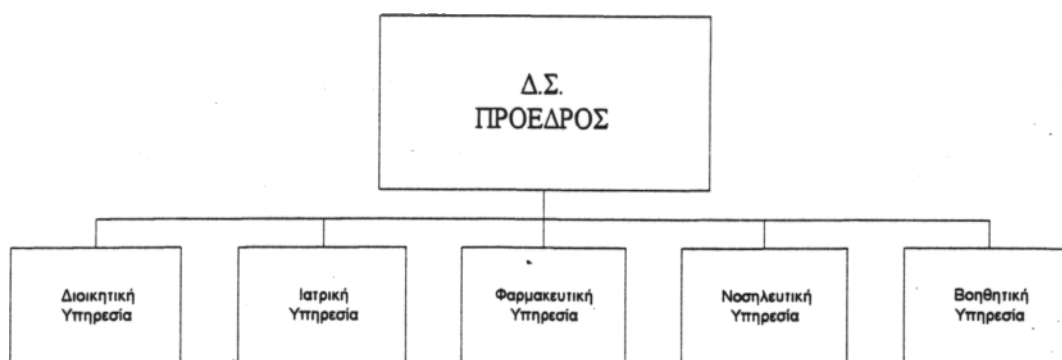 Δ.Σ.
ΠΡΟΕΔΡΟΣ
Διοικητική
Υπηρεσία
Ιατρική
Υπηρεσία
Φαρμακευτική
Υπηρεσία
Νοσηλευτική
Υπηρεσία
Βοηθητική
Υπηρεσία